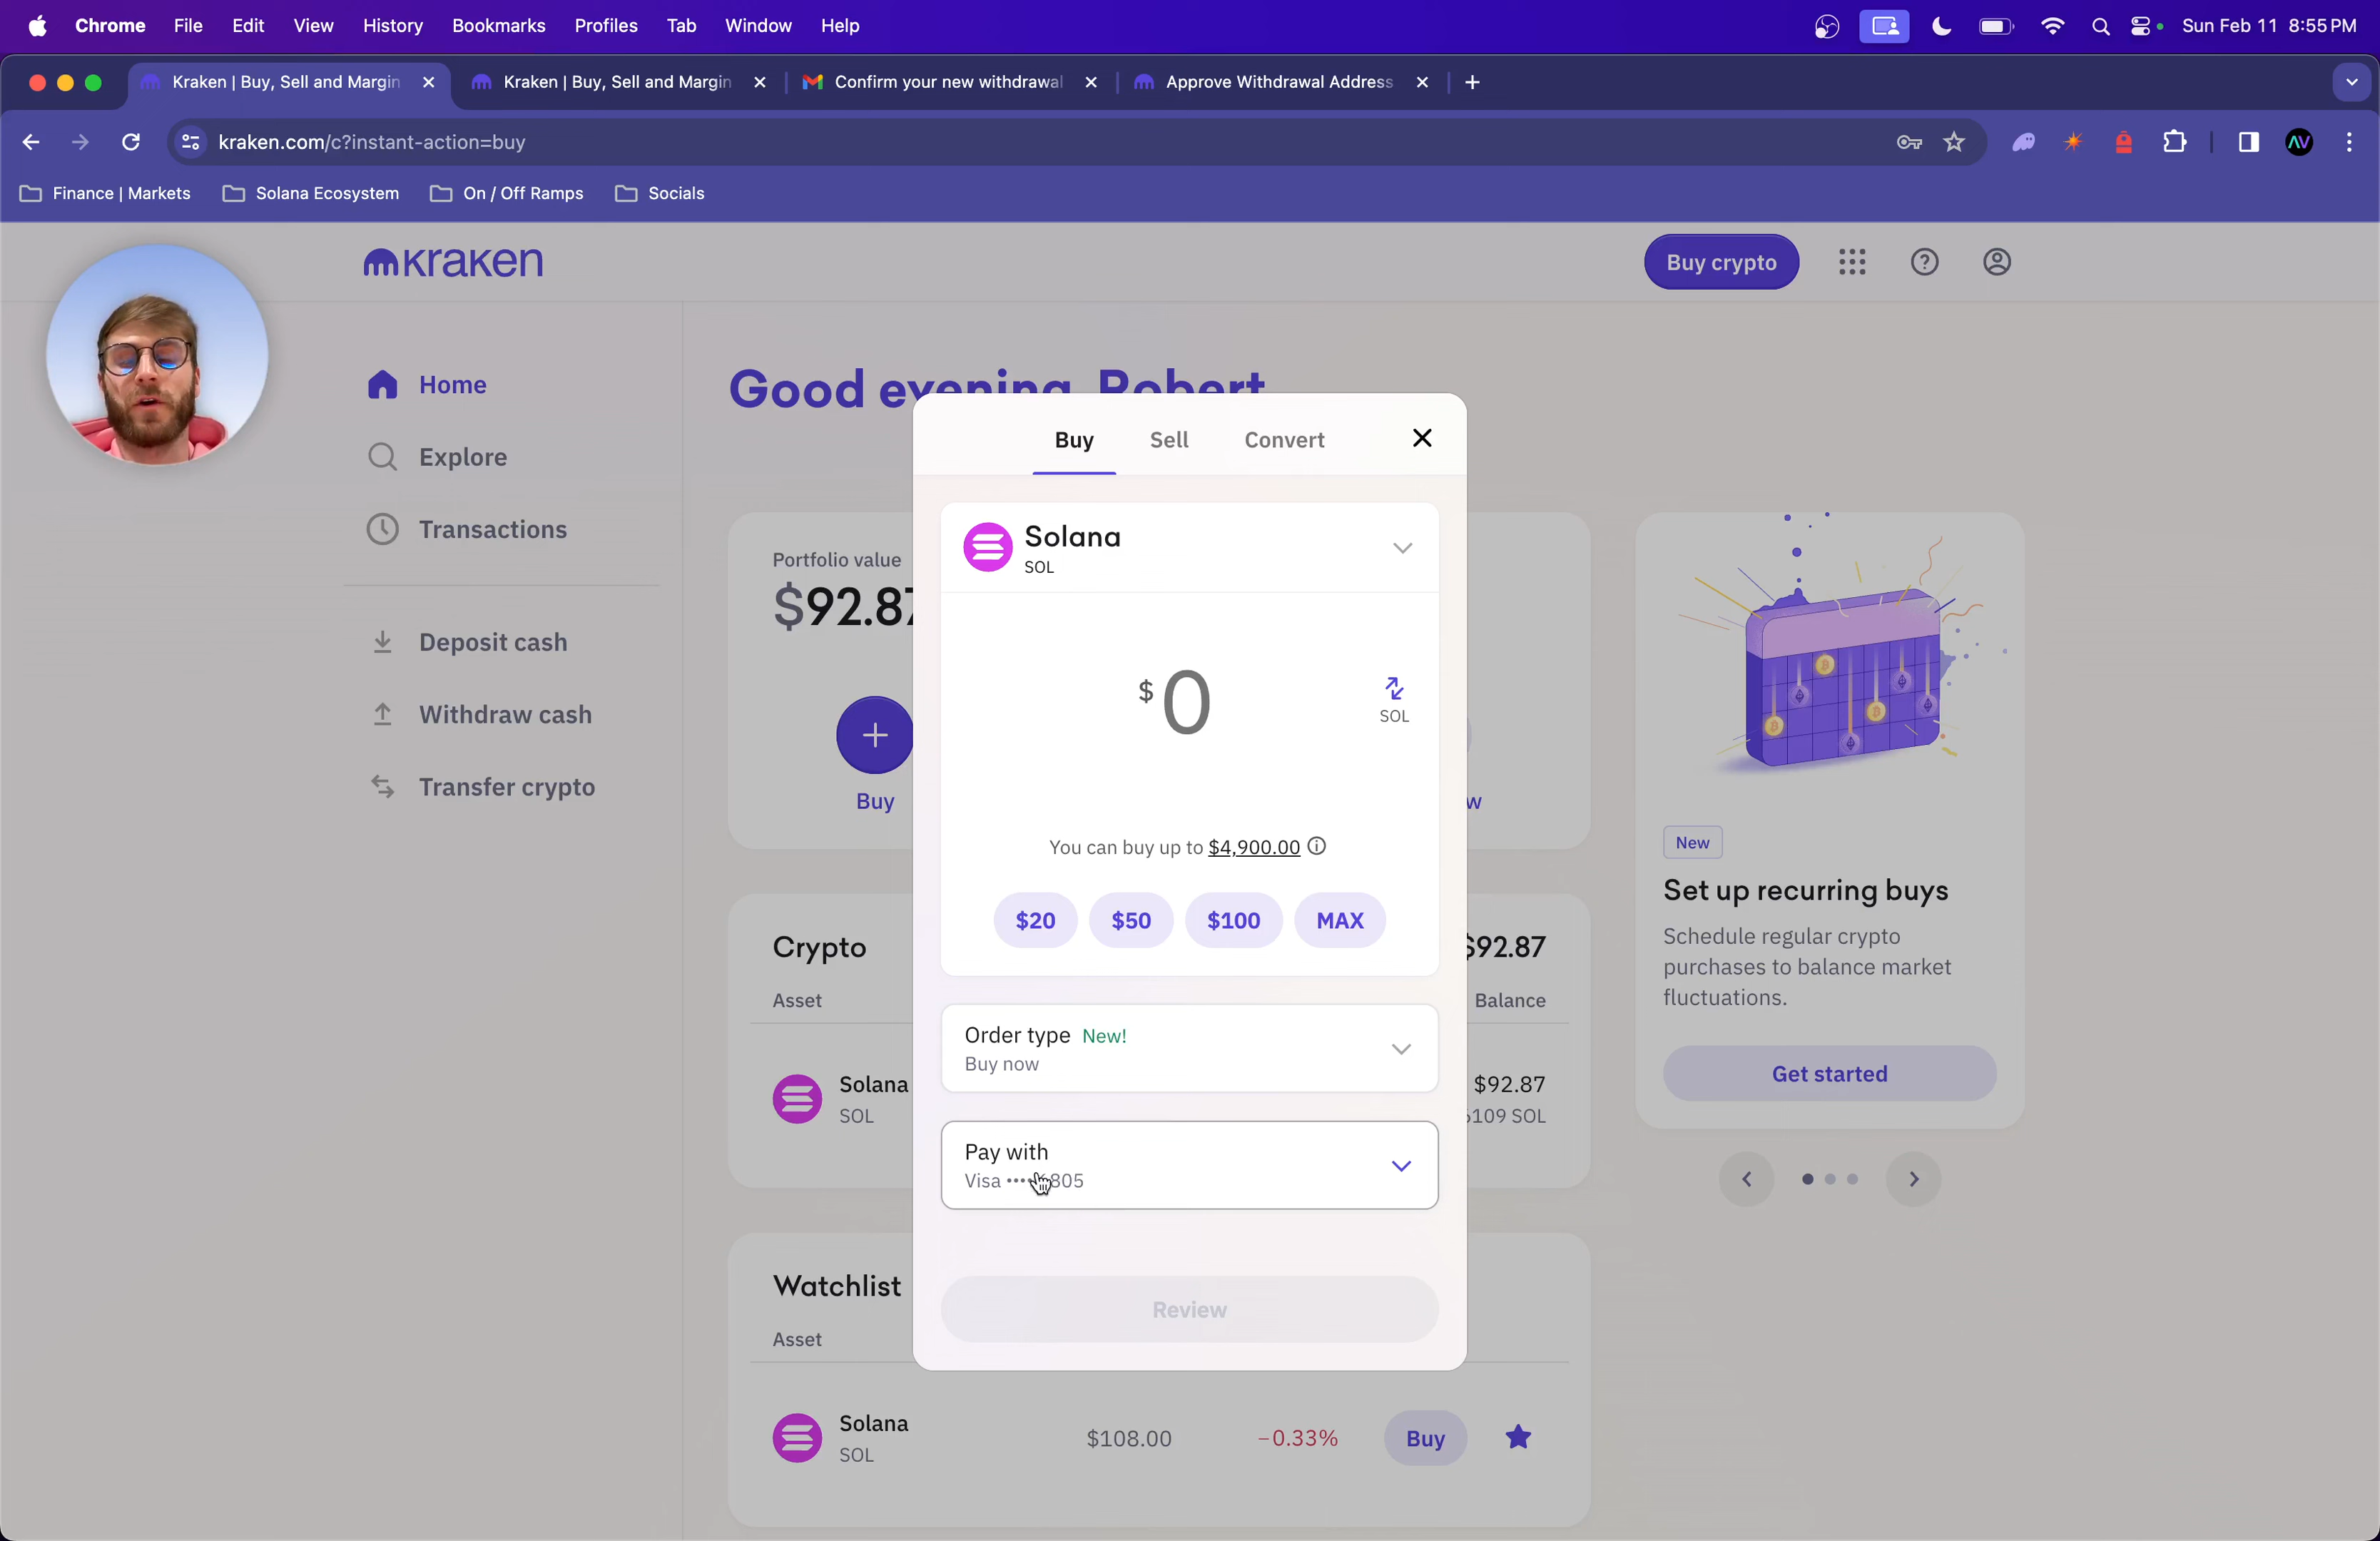 Chrome File Edit View History Bookmarks Profiles Tab Window Help Sun Feb 11 8:55 PM
Kraken | Buy, Sell and Margin Kraken | Buy, Sell and Margin Confirm your new withdrawal Approve Withdrawal Address
kraken.com/c?instant-action=buy
Finance | Markets Solana Ecosystem On / Off Ramps Socials
kraken
Buy crypto
Home
Explore
Transactions
Deposit cash
Withdraw cash
Transfer crypto
Good evening, Robert
Portfolio value
$92.87
Buy
Crypto
$92.87
Asset
Balance
Solana
SOL
$92.87
109 SOL
Watchlist
Asset
Solana
SOL
$108.00
-0.33%
Buy
Buy Sell Convert
Solana
SOL
$0
SOL
You can buy up to $4,900.00
$20 $50 $100 MAX
Order type New!
Buy now
Pay with
Visa •••• 805
Review
New
Set up recurring buys
Schedule regular crypto
purchases to balance market
fluctuations.
Get started